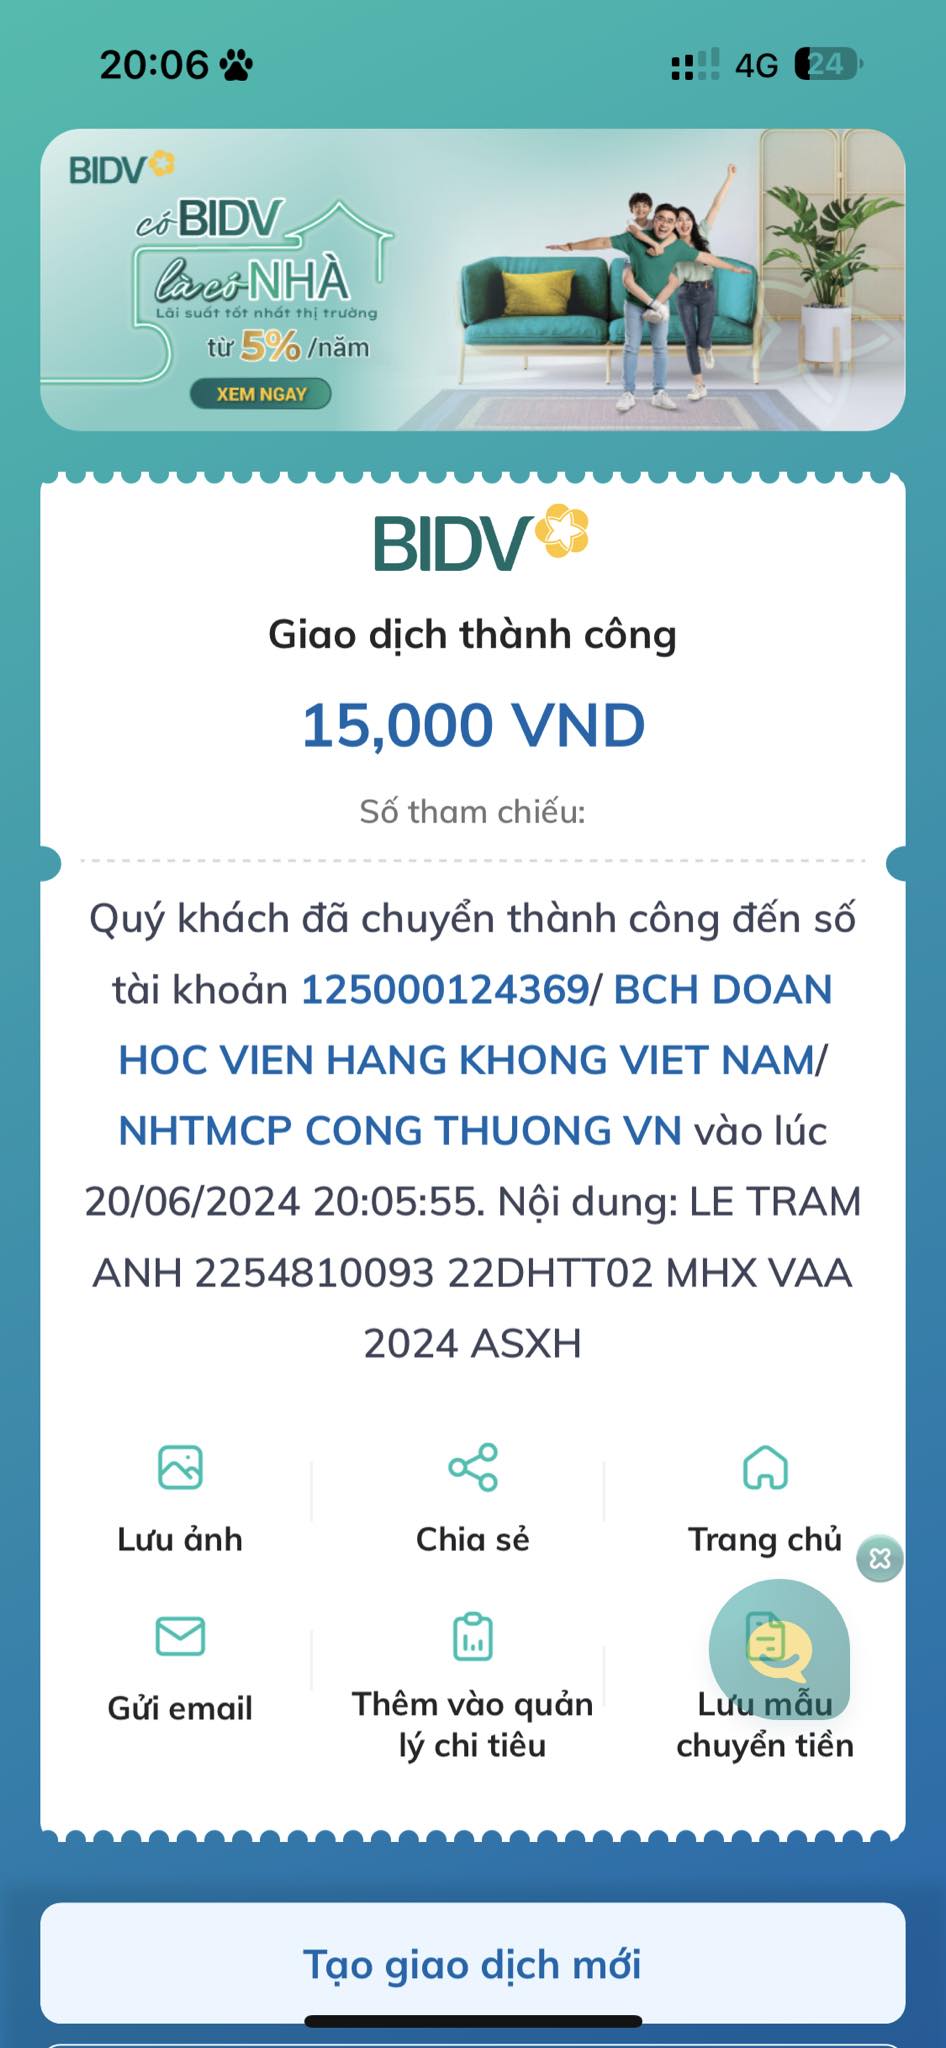 20:06
4G 24
BIDV
có BIDV
là có NHÀ
Lãi suất tốt nhất thị trường
từ 5% /năm
XEM NGAY
BIDV
Giao dịch thành công
15,000 VND
Số tham chiếu:
Quý khách đã chuyển thành công đến số
tài khoản 125000124369/ BCH DOAN
HOC VIEN HANG KHONG VIET NAM/
NHTMCP CONG THUONG VN vào lúc
20/06/2024 20:05:55. Nội dung: LE TRAM
ANH 2254810093 22DHTT02 MHX VAA
2024 ASXH
Lưu ảnh
Chia sẻ
Trang chủ
Gửi email
Thêm vào quản
lý chi tiêu
Lưu mẫu
chuyển tiền
Tạo giao dịch mới